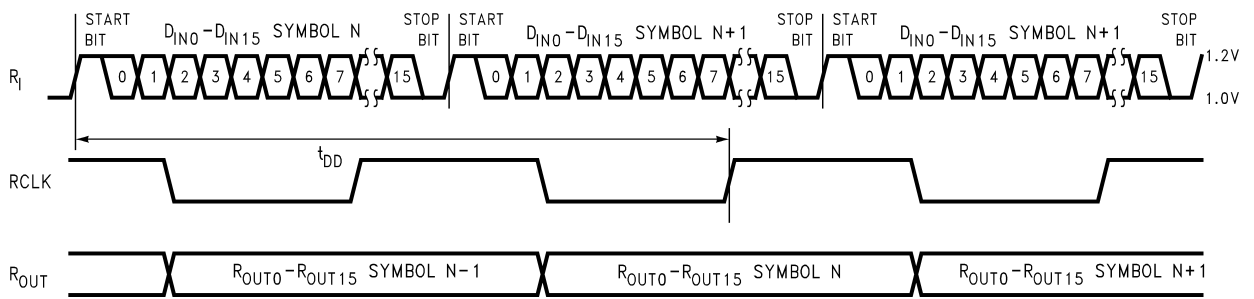 START BIT D_IN0–D_IN15 SYMBOL N STOP BIT START BIT D_IN0–D_IN15 SYMBOL N+1 STOP BIT START BIT D_IN0–D_IN15 SYMBOL N+1 STOP BIT
R_I 0 1 2 3 4 5 6 7 15 0 1 2 3 4 5 6 7 15 0 1 2 3 4 5 6 7 15
1.2V
1.0V
t_DD
RCLK
R_OUT R_OUT0–R_OUT15 SYMBOL N-1 R_OUT0–R_OUT15 SYMBOL N R_OUT0–R_OUT15 SYMBOL N+1